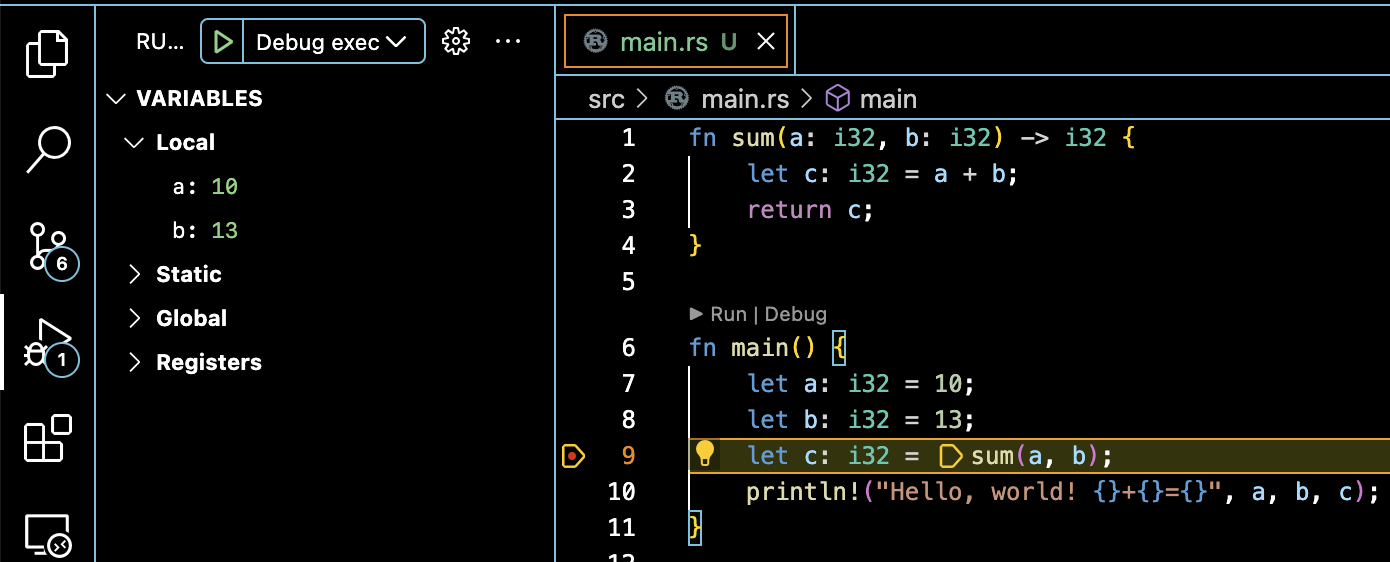 RU... Debug exec
VARIABLES
Local
a: 10
b: 13
Static
Global
Registers
6
1
main.rs U
src > main.rs > main
1 fn sum(a: i32, b: i32) -> i32 {
2 let c: i32 = a + b;
3 return c;
4 }
5
Run | Debug
6 fn main() {
7 let a: i32 = 10;
8 let b: i32 = 13;
9 let c: i32 = sum(a, b);
10 println!("Hello, world! {}+{}={}", a, b, c);
11 }
12